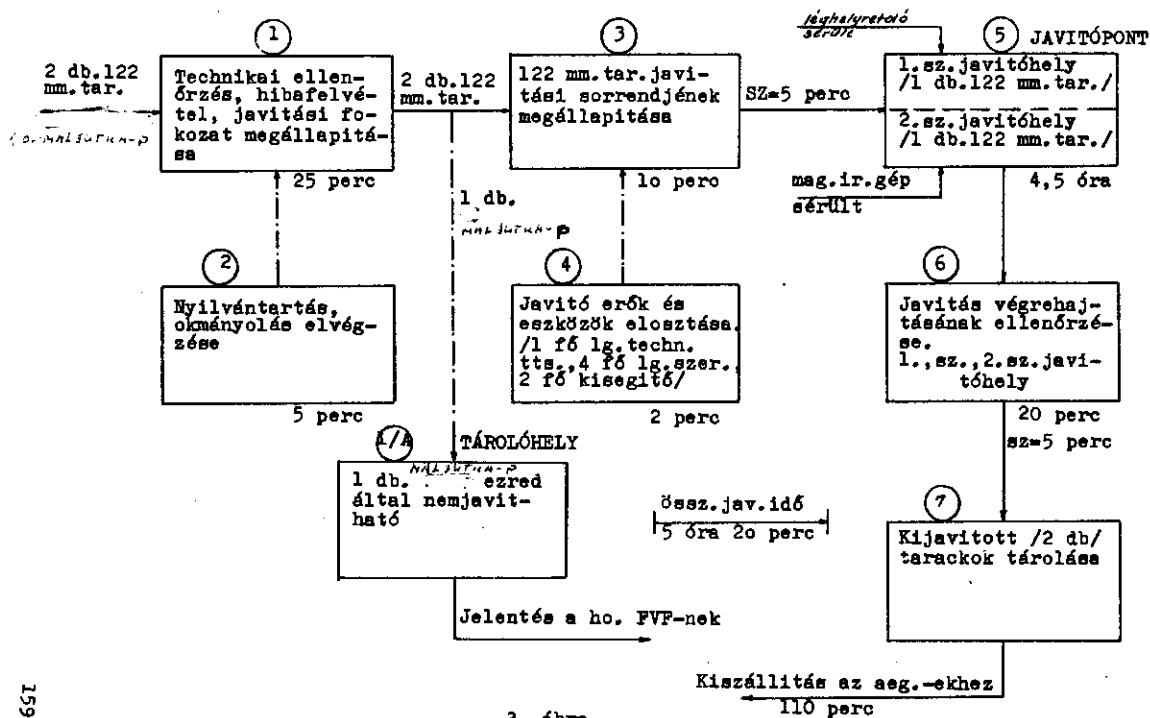 1
2 db.122
mm.tar.
Technikai ellen-
őrzés, hibafelvé-
tel, javitási fo-
kozat megállapitá-
sa
25 perc
2 db.122
mm.tar.
3
122 mm.tar.javi-
tási sorrendjének
megállapitása
10 perc
SZ=5 perc
léghelyretoló
sérült
5 JAVITÓPONT
1.sz.javitóhely
/1 db.122 mm.tar./
2.sz.javitóhely
/1 db.122 mm.tar./
4,5 óra
mag.ir.gép
sérült
1 db.
MALJUTKA-P
2
Nyilvántartás,
okmányolás elvég-
zése
5 perc
4
Javitó erők és
eszközök elosztása.
/1 fő lg.techn.
tts.,4 fő lg.szer.,
2 fő kisegitő/
2 perc
6
Javitás végrehaj-
tásának ellenőrzé-
se.
1.,sz.,2.sz.javi-
tóhely
20 perc
sz=5 perc
1/A TÁROLÓHELY
MALJUTKA-P
1 db. ezred
által nemjavit-
ható
össz.jav.idő
5 óra 2o perc
7
Kijavitott /2 db/
tarackok tárolása
Jelentés a ho. FVF-nek
Kiszállitás az aeg.-ekhez
110 perc
159